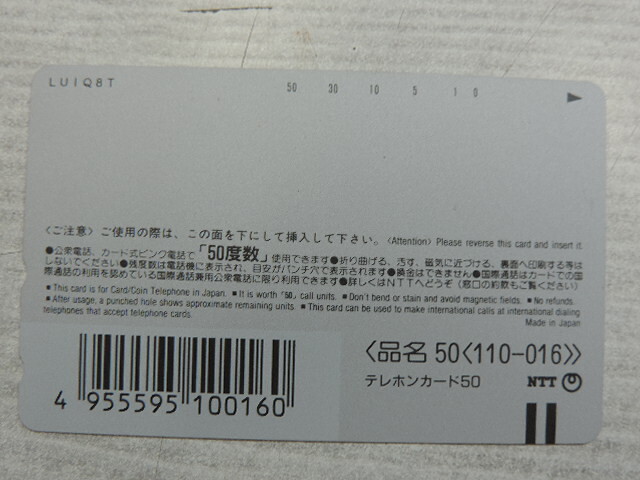 LUIQ8T
50 30 10 5 1 0
〈ご注意〉ご使用の際は、この面を下にして挿入して下さい。〈Attention〉Please reverse this card and insert it.
●公衆電話、カード式ピンク電話で「50度数」使用できます●折り曲げる、汚す、磁気に近づける、裏面へ印刷する等は
しないでください●残度数は電話機に表示され、目安がパンチ穴で表示されます●換金はできません●国際通話はカードでの国
際通話の利用を認めている国際通話兼用公衆電話に限り利用できます●詳しくはNTTへどうぞ（窓口の約款もご覧ください）
■This card is for Card/Coin Telephone in Japan. ■It is worth「50」call units. ■Don't bend or stain and avoid magnetic fields. ■No refunds.
■After usage, a punched hole shows approximate remaining units. ■This card can be used to make international calls at international dialing
telephones that accept telephone cards.
Made in Japan
〈品名 50〈110-016〉〉
テレホンカード50 NTT
4 955595 100160